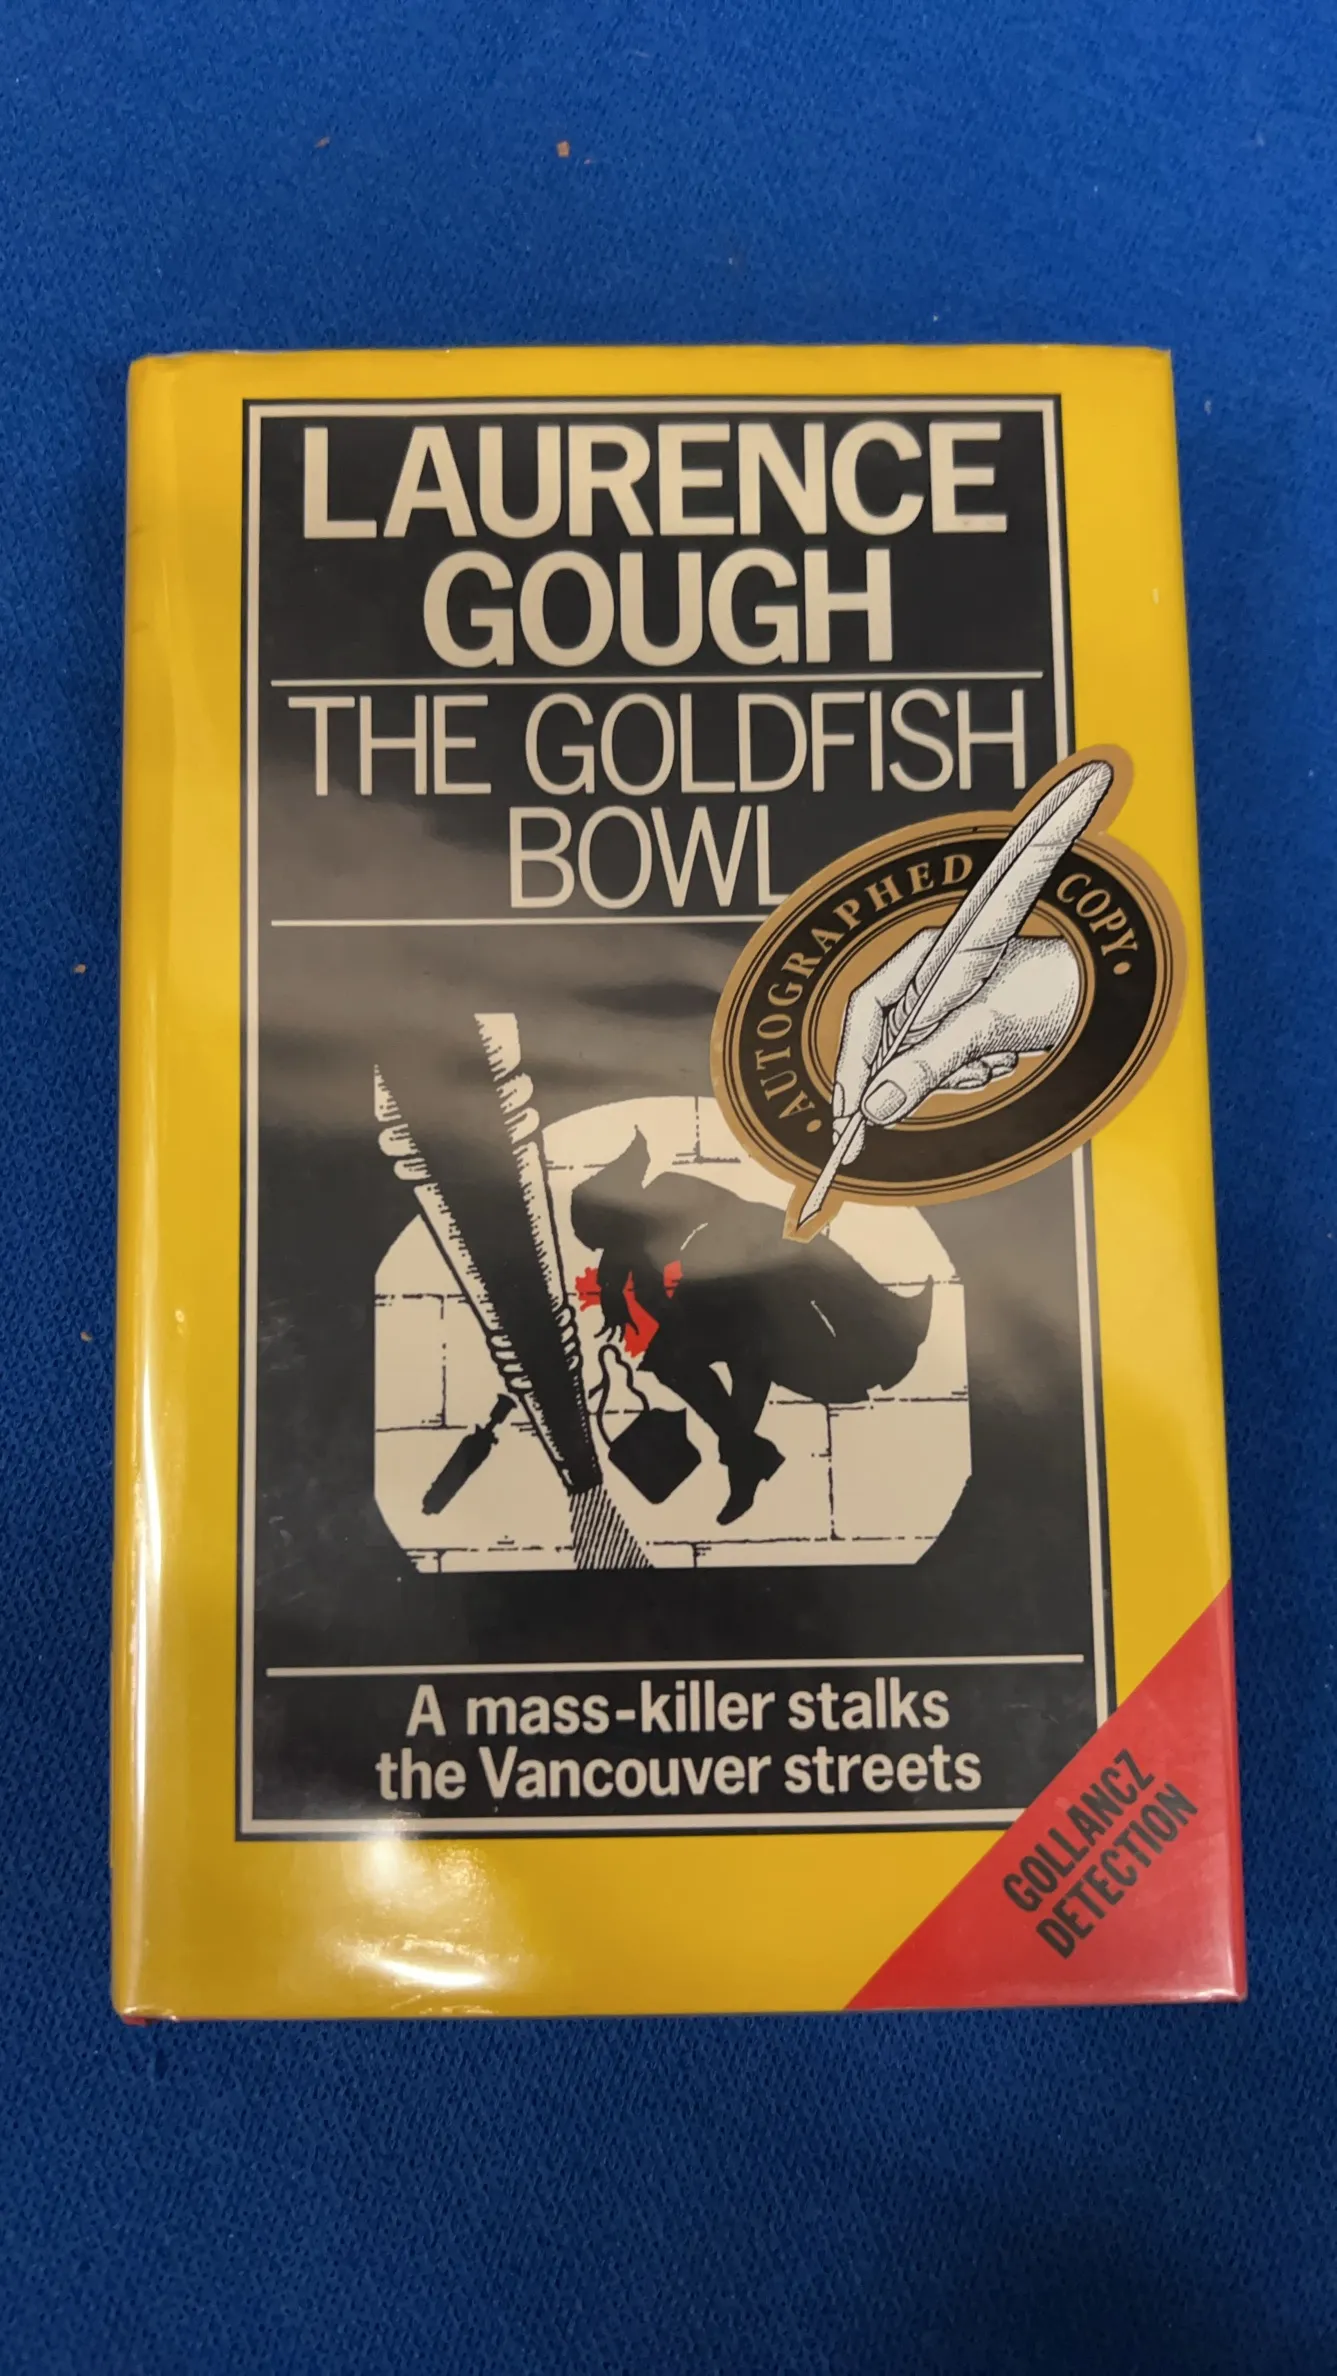 LAURENCE
GOUGH
THE GOLDFISH
BOWL
• AUTOGRAPHED COPY •
A mass-killer stalks
the Vancouver streets
GOLLANCZ
DETECTION